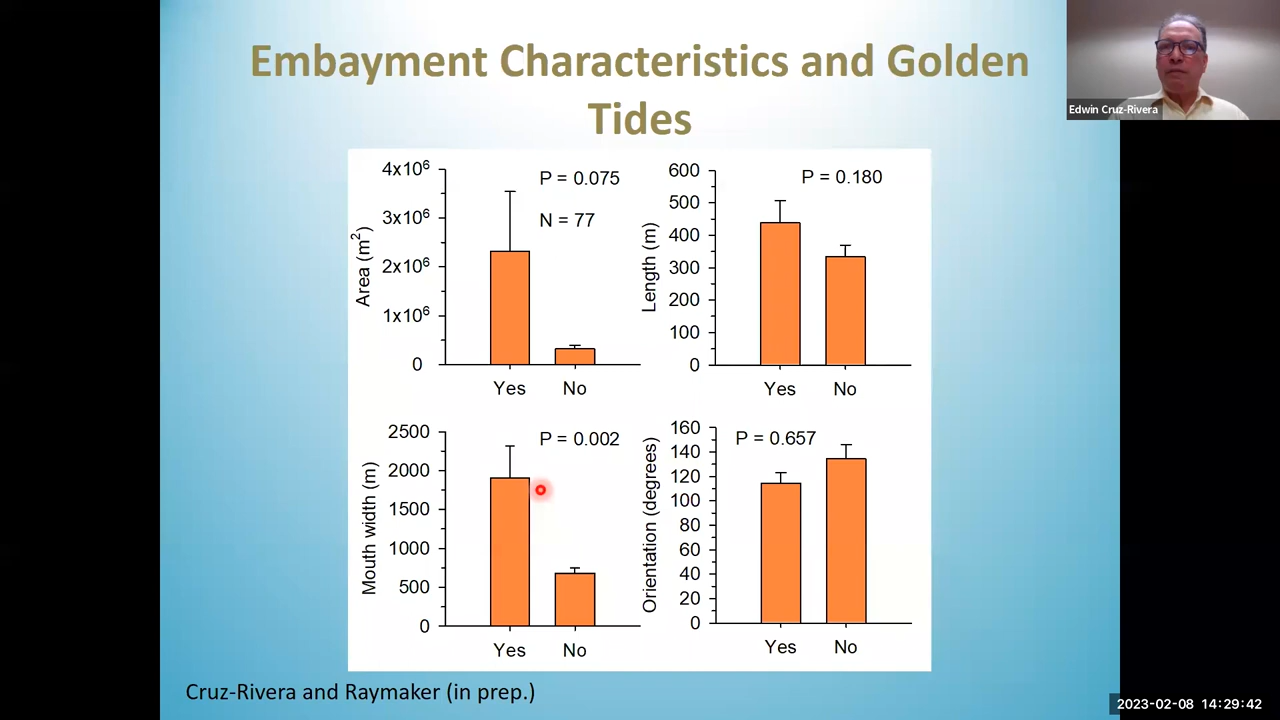 Embayment Characteristics and Golden
Tides
Edwin Cruz-Rivera
4x10⁶
3x10⁶
2x10⁶
1x10⁶
0
Area (m²)
P = 0.075
N = 77
Yes No
600
500
400
300
200
100
0
Length (m)
P = 0.180
Yes No
2500
2000
1500
1000
500
0
Mouth width (m)
P = 0.002
Yes No
160
140
120
100
80
60
40
20
0
Orientation (degrees)
P = 0.657
Yes No
Cruz-Rivera and Raymaker (in prep.)
2023-02-08 14:29:42